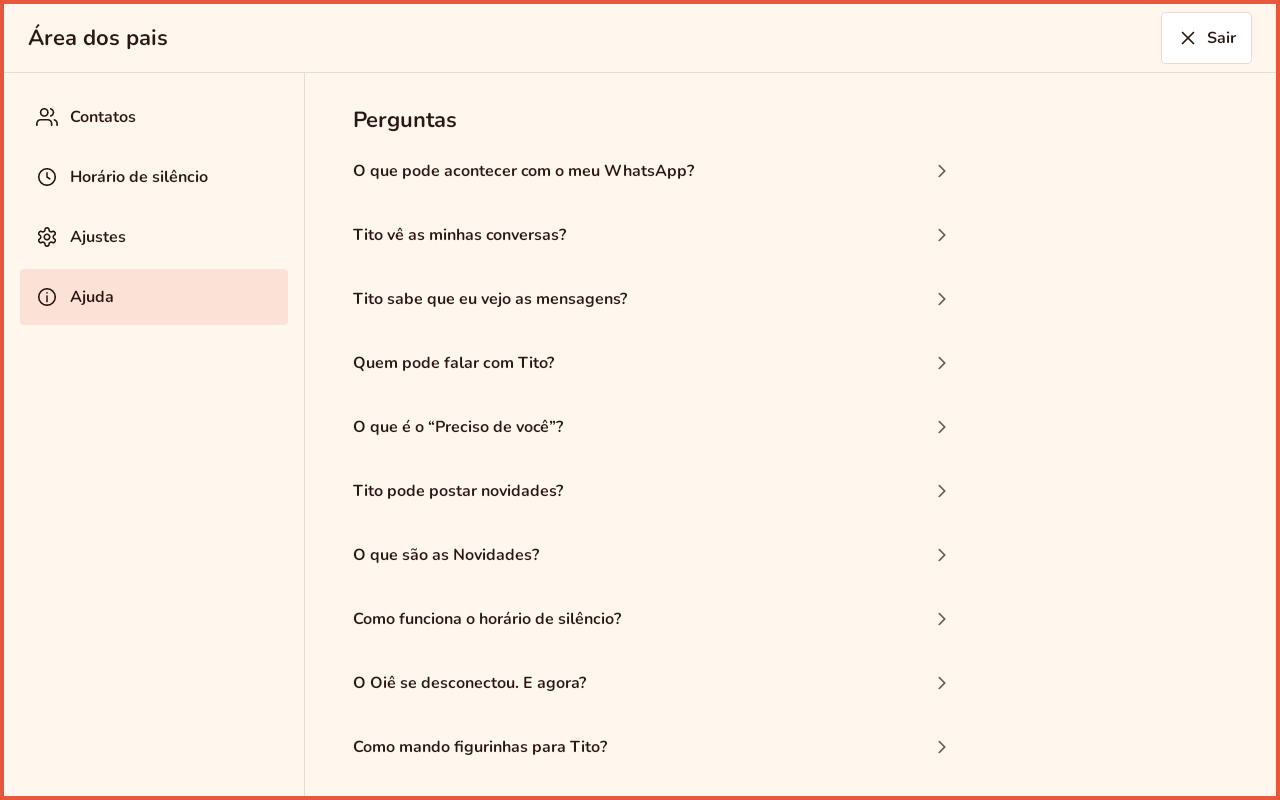 Área dos pais
Sair
Contatos
Horário de silêncio
Ajustes
Ajuda
Perguntas
O que pode acontecer com o meu WhatsApp?
Tito vê as minhas conversas?
Tito sabe que eu vejo as mensagens?
Quem pode falar com Tito?
O que é o “Preciso de você”?
Tito pode postar novidades?
O que são as Novidades?
Como funciona o horário de silêncio?
O Oiê se desconectou. E agora?
Como mando figurinhas para Tito?